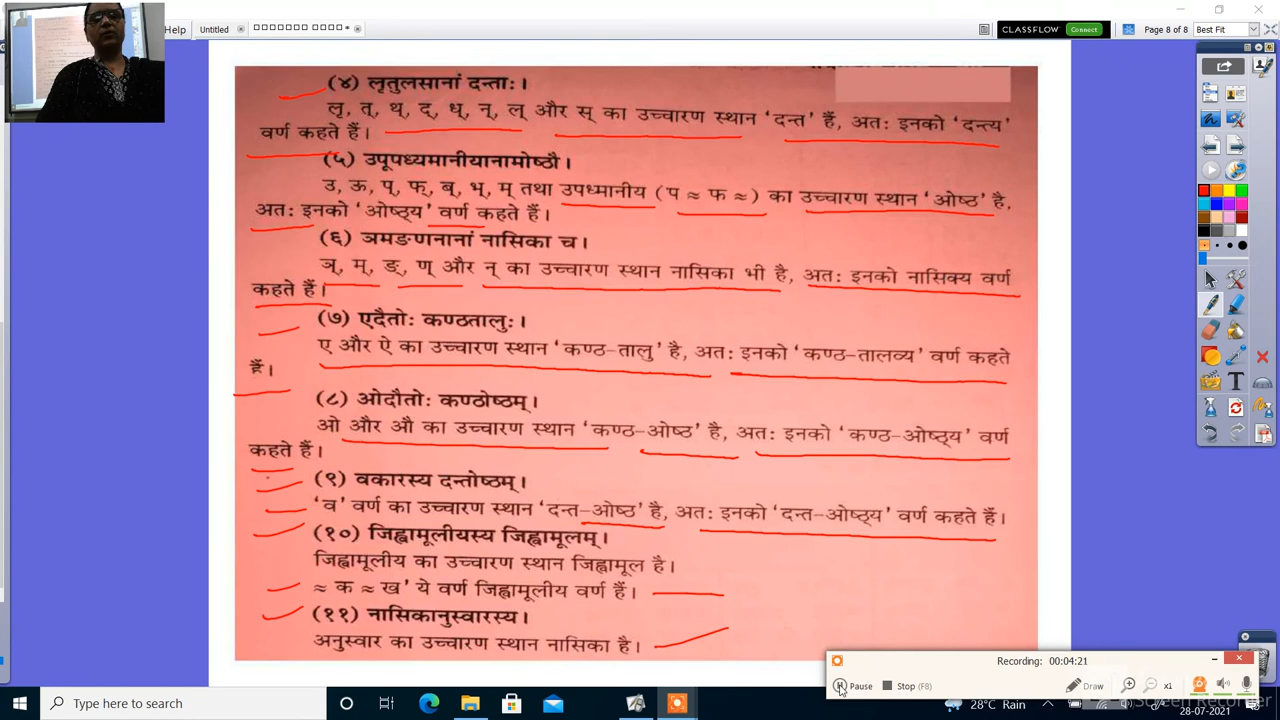 Help
Untitled
CLASSFLOW Connect
Page 8 of 8
Best Fit
(४) लृतुलसानां दन्ताः।
लृ, त्, थ्, द्, ध्, न्, ल् और स् का उच्चारण स्थान ‘दन्त’ हैं, अतः इनको ‘दन्त्य’
वर्ण कहते हैं।
(५) उपूपध्यमानीयानामोष्ठौ।
उ, ऊ, प्, फ्, ब्, भ्, म् तथा उपध्मानीय (प ≈ फ ≈) का उच्चारण स्थान ‘ओष्ठ’ है,
अतः इनको ‘ओष्ठ्य’ वर्ण कहते हैं।
(६) ञमङणनानां नासिका च।
ञ्, म्, ङ्, ण् और न् का उच्चारण स्थान नासिका भी है, अतः इनको नासिक्य वर्ण
कहते हैं।
(७) एदैतोः कण्ठतालुः।
ए और ऐ का उच्चारण स्थान ‘कण्ठ-तालु’ है, अतः इनको ‘कण्ठ-तालव्य’ वर्ण कहते
हैं।
(८) ओदौतोः कण्ठोष्ठम्।
ओ और औ का उच्चारण स्थान ‘कण्ठ-ओष्ठ’ है, अतः इनको ‘कण्ठ-ओष्ठ्य’ वर्ण
कहते हैं।
(९) वकारस्य दन्तोष्ठम्।
‘व’ वर्ण का उच्चारण स्थान ‘दन्त-ओष्ठ’ है, अतः इनको ‘दन्त-ओष्ठ्य’ वर्ण कहते हैं।
(१०) जिह्वामूलीयस्य जिह्वामूलम्।
जिह्वामूलीय का उच्चारण स्थान जिह्वामूल है।
≈ क ≈ ख’ ये वर्ण जिह्वामूलीय वर्ण हैं।
(११) नासिकानुस्वारस्य।
अनुस्वार का उच्चारण स्थान नासिका है।
Recording: 00:04:21
Pause
Stop (F8)
Draw
x1
Type here to search
28°C Rain
28-07-2021
Screen Recorder